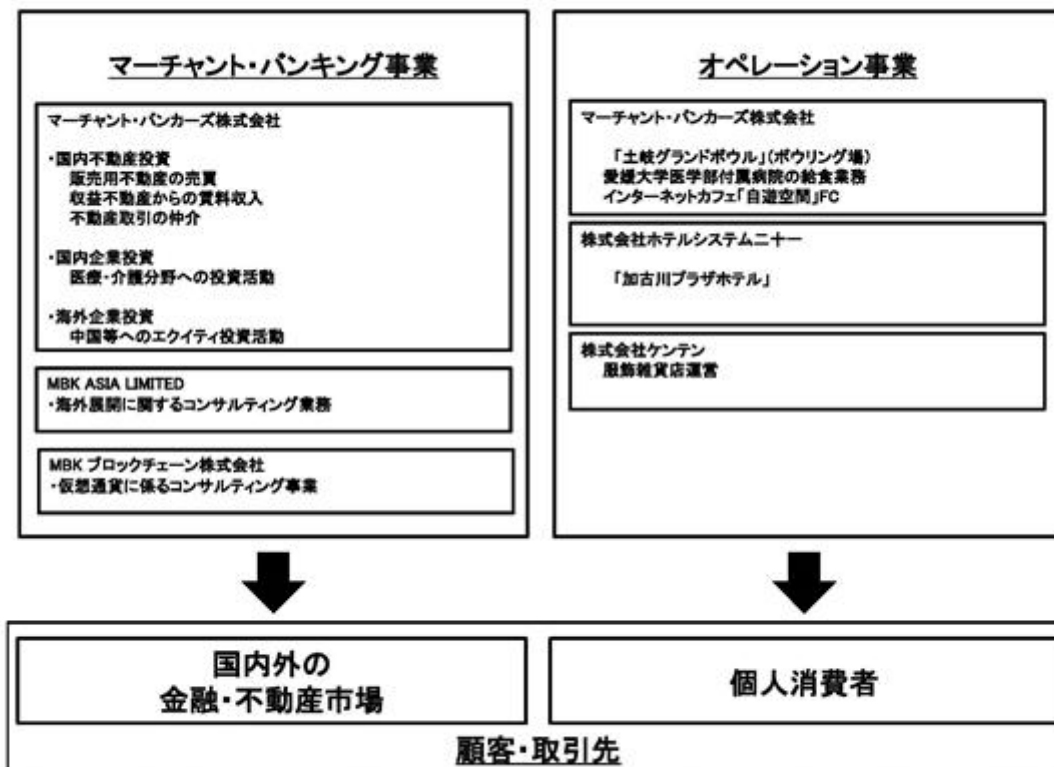 マーチャント・バンキング事業
マーチャント・バンカーズ株式会社
・国内不動産投資
販売用不動産の売買
収益不動産からの賃料収入
不動産取引の仲介
・国内企業投資
医療・介護分野への投資活動
・海外企業投資
中国等へのエクイティ投資活動
MBK ASIA LIMITED
・海外展開に関するコンサルティング業務
MBK ブロックチェーン株式会社
・仮想通貨に係るコンサルティング事業
オペレーション事業
マーチャント・バンカーズ株式会社
「土岐グランドボウル」(ボウリング場)
愛媛大学医学部付属病院の給食業務
インターネットカフェ「自遊空間」FC
株式会社ホテルシステム二十一
「加古川プラザホテル」
株式会社ケンテン
服飾雑貨店運営
国内外の
金融・不動産市場
個人消費者
顧客・取引先